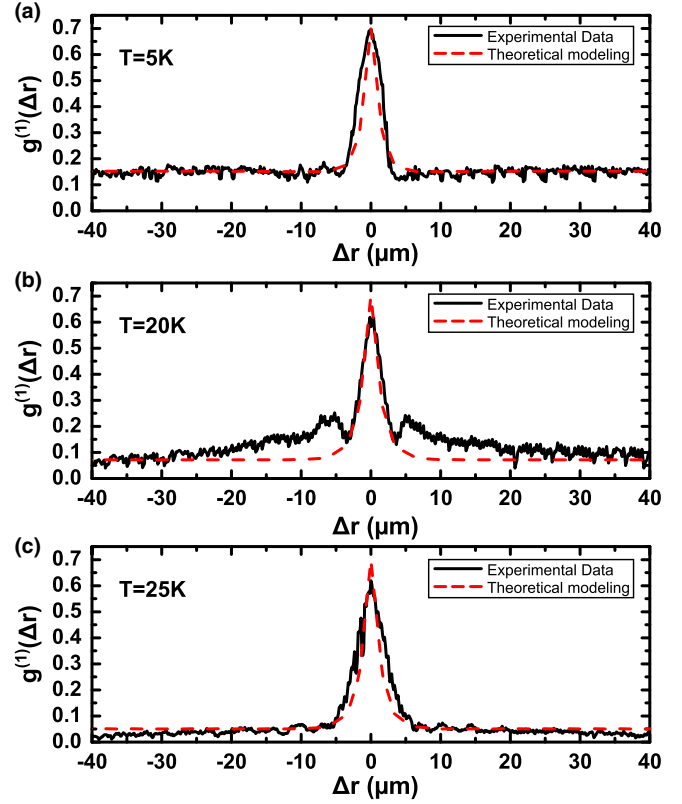 (a)
0.7
0.6
0.5
0.4
0.3
0.2
0.1
0.0
g(1)(Δr)
T=5K
Experimental Data
Theoretical modeling
-40 -30 -20 -10 0 10 20 30 40
Δr (μm)
(b)
0.7
0.6
0.5
0.4
0.3
0.2
0.1
0.0
g(1)(Δr)
T=20K
Experimental Data
Theoretical modeling
-40 -30 -20 -10 0 10 20 30 40
Δr (μm)
(c)
0.7
0.6
0.5
0.4
0.3
0.2
0.1
0.0
g(1)(Δr)
T=25K
Experimental Data
Theoretical modeling
-40 -30 -20 -10 0 10 20 30 40
Δr (μm)